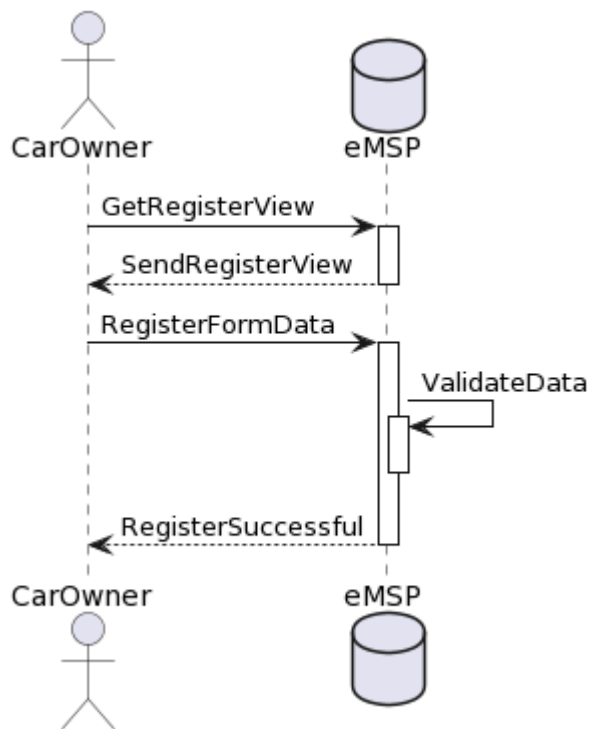 CarOwner eMSP
GetRegisterView
SendRegisterView
RegisterFormData
ValidateData
RegisterSuccessful
CarOwner eMSP